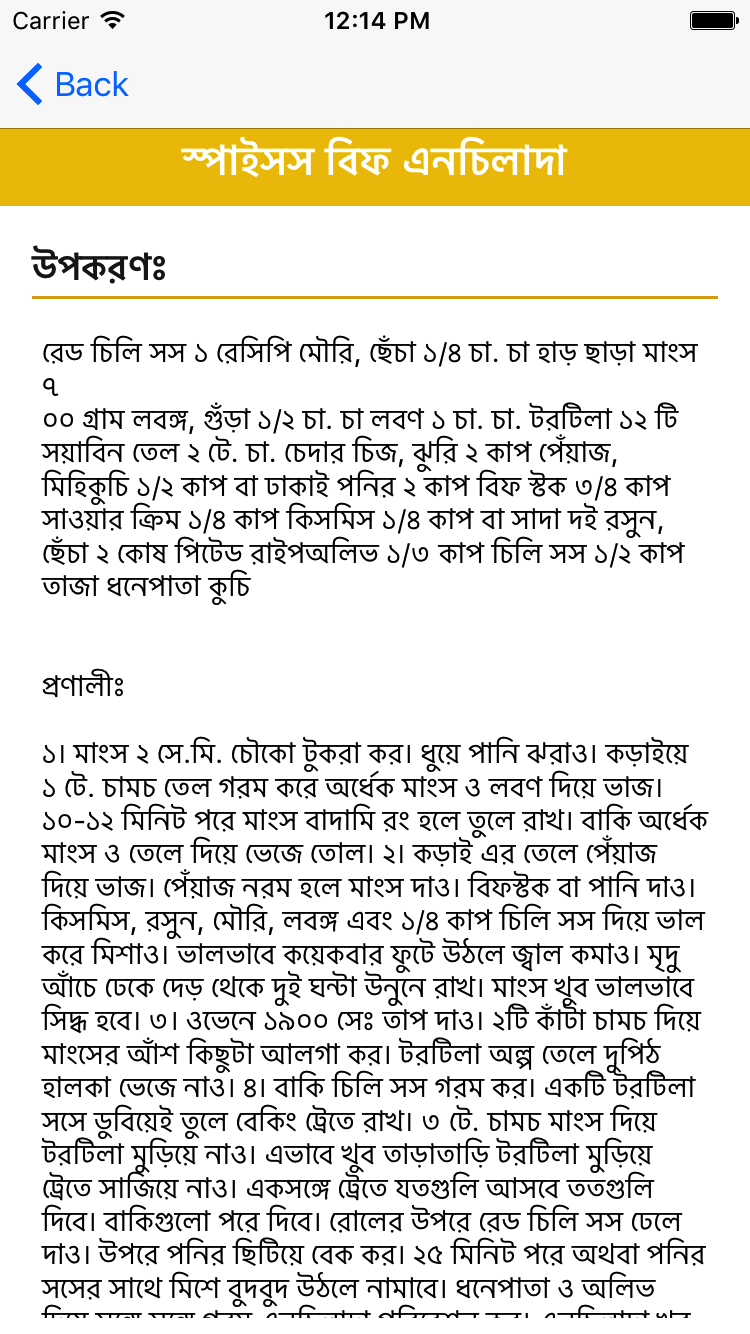 Carrier 12:14 PM
Back
স্পাইসস বিফ এনচিলাদা
উপকরণঃ
রেড চিলি সস ১ রেসিপি মৌরি, ছেঁচা ১/৪ চা. চা হাড় ছাড়া মাংস
৭
০০ গ্রাম লবঙ্গ, গুঁড়া ১/২ চা. চা লবণ ১ চা. চা. টরটিলা ১২ টি
সয়াবিন তেল ২ টে. চা. চেদার চিজ, ঝুরি ২ কাপ পেঁয়াজ,
মিহিকুচি ১/২ কাপ বা ঢাকাই পনির ২ কাপ বিফ স্টক ৩/৪ কাপ
সাওয়ার ক্রিম ১/৪ কাপ কিসমিস ১/৪ কাপ বা সাদা দই রসুন,
ছেঁচা ২ কোষ পিটেড রাইপঅলিভ ১/৩ কাপ চিলি সস ১/২ কাপ
তাজা ধনেপাতা কুচি
প্রণালীঃ
১। মাংস ২ সে.মি. চৌকো টুকরা কর। ধুয়ে পানি ঝরাও। কড়াইয়ে
১ টে. চামচ তেল গরম করে অর্ধেক মাংস ও লবণ দিয়ে ভাজ।
১০-১২ মিনিট পরে মাংস বাদামি রং হলে তুলে রাখ। বাকি অর্ধেক
মাংস ও তেলে দিয়ে ভেজে তোল। ২। কড়াই এর তেলে পেঁয়াজ
দিয়ে ভাজ। পেঁয়াজ নরম হলে মাংস দাও। বিফস্টক বা পানি দাও।
কিসমিস, রসুন, মৌরি, লবঙ্গ এবং ১/৪ কাপ চিলি সস দিয়ে ভাল
করে মিশাও। ভালভাবে কয়েকবার ফুটে উঠলে জ্বাল কমাও। মৃদু
আঁচে ঢেকে দেড় থেকে দুই ঘন্টা উনুনে রাখ। মাংস খুব ভালভাবে
সিদ্ধ হবে। ৩। ওভেনে ১৯০০ সেঃ তাপ দাও। ২টি কাঁটা চামচ দিয়ে
মাংসের আঁশ কিছুটা আলগা কর। টরটিলা অল্প তেলে দুপিঠ
হালকা ভেজে নাও। ৪। বাকি চিলি সস গরম কর। একটি টরটিলা
সসে ডুবিয়েই তুলে বেকিং ট্রেতে রাখ। ৩ টে. চামচ মাংস দিয়ে
টরটিলা মুড়িয়ে নাও। এভাবে খুব তাড়াতাড়ি টরটিলা মুড়িয়ে
ট্রেতে সাজিয়ে নাও। একসঙ্গে ট্রেতে যতগুলি আসবে ততগুলি
দিবে। বাকিগুলো পরে দিবে। রোলের উপরে রেড চিলি সস ঢেলে
দাও। উপরে পনির ছিটিয়ে বেক কর। ২৫ মিনিট পরে অথবা পনির
সসের সাথে মিশে বুদবুদ উঠলে নামাবে। ধনেপাতা ও অলিভ